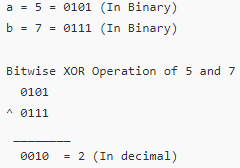 a = 5 = 0101 (In Binary)
b = 7 = 0111 (In Binary)
Bitwise XOR Operation of 5 and 7
0101
^ 0111
________
0010 = 2 (In decimal)